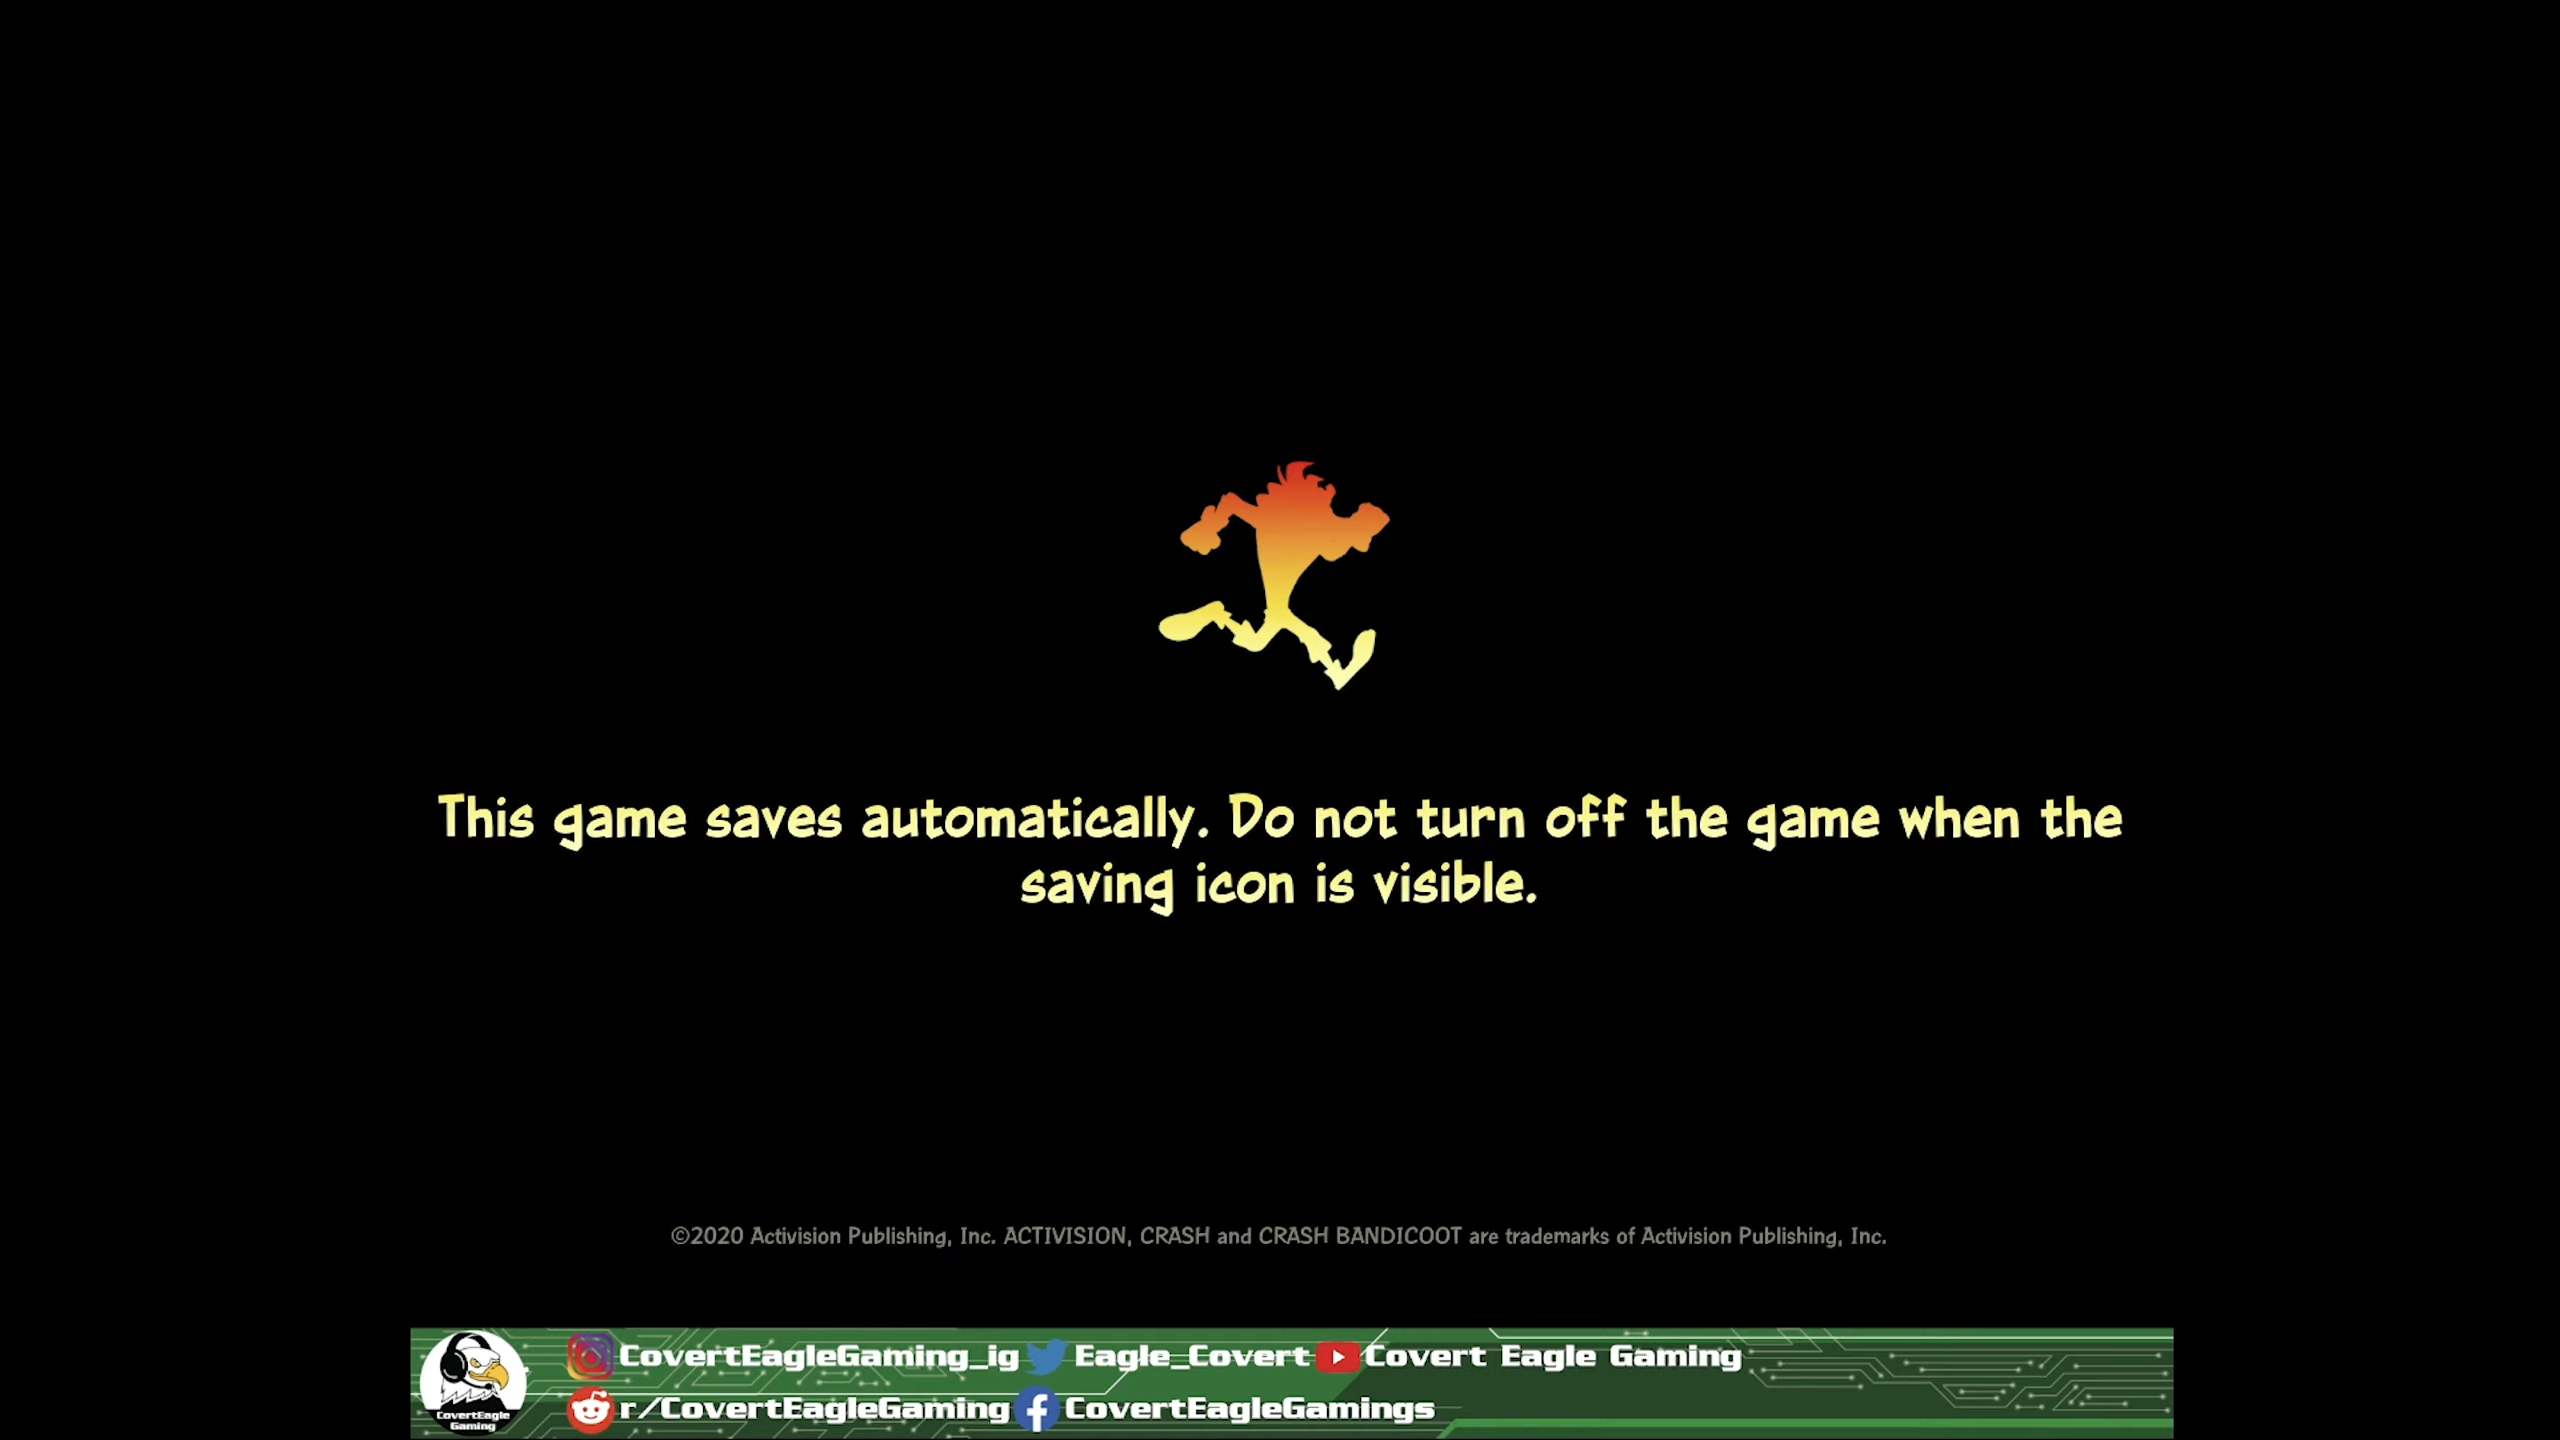 This game saves automatically. Do not turn off the game when the
saving icon is visible.
©2020 Activision Publishing, Inc. ACTIVISION, CRASH and CRASH BANDICOOT are trademarks of Activision Publishing, Inc.
CovertEagleGaming_ig Eagle_Covert Covert Eagle Gaming
r/CovertEagleGaming CovertEagleGamings
CovertEagle
Gaming